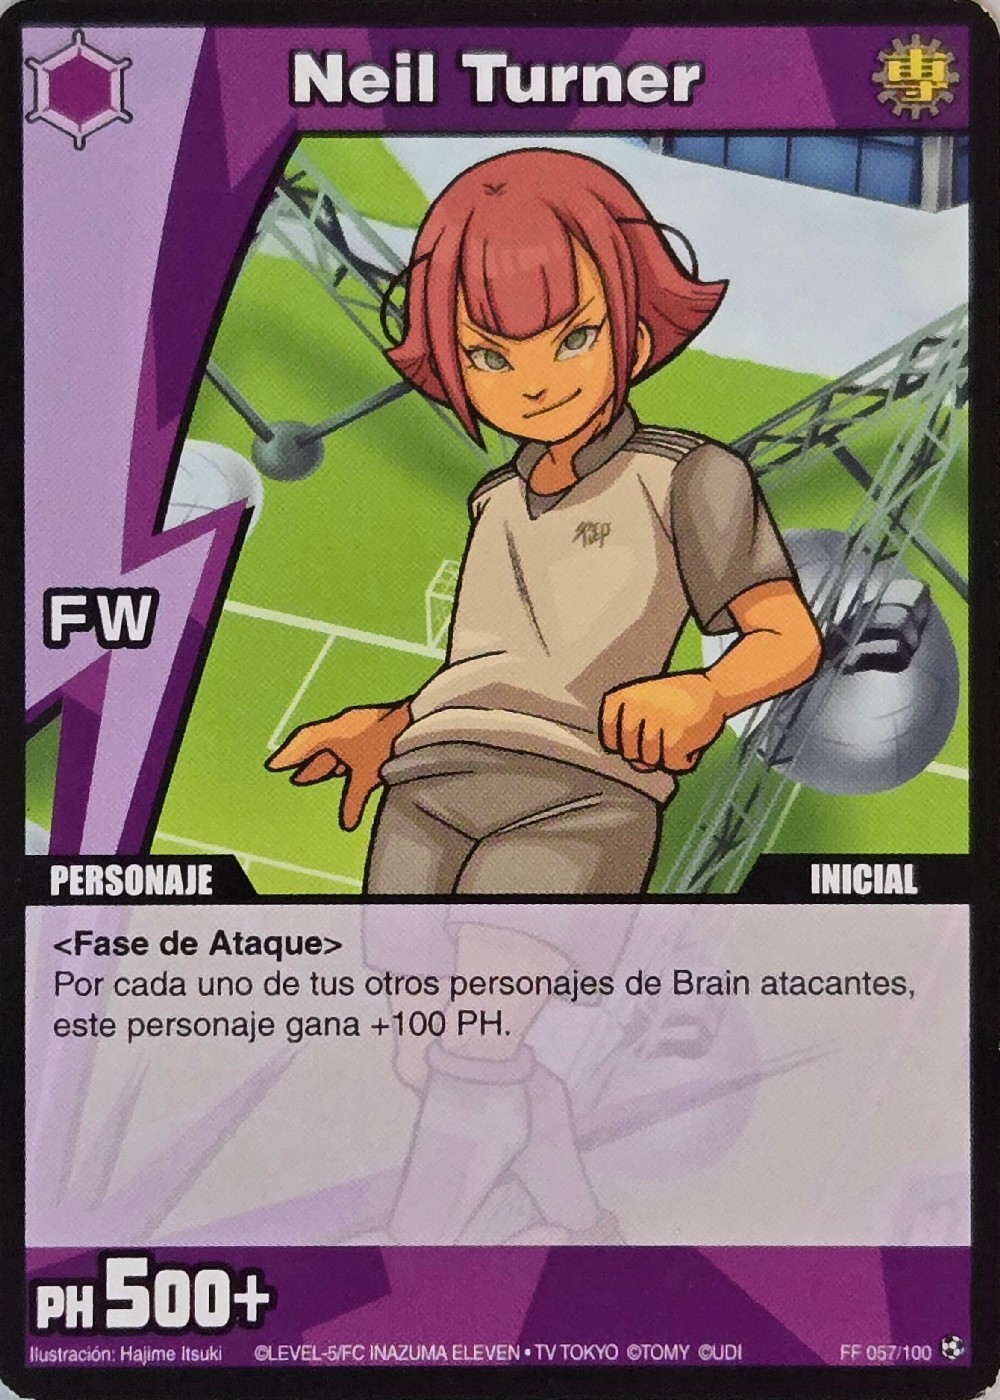 Neil Turner
FW
PERSONAJE
INICIAL
<Fase de Ataque>
Por cada uno de tus otros personajes de Brain atacantes,
este personaje gana +100 PH.
PH 500+
Ilustración: Hajime Itsuki ©LEVEL-5/FC INAZUMA ELEVEN • TV TOKYO ©TOMY ©UDI FF 057/100